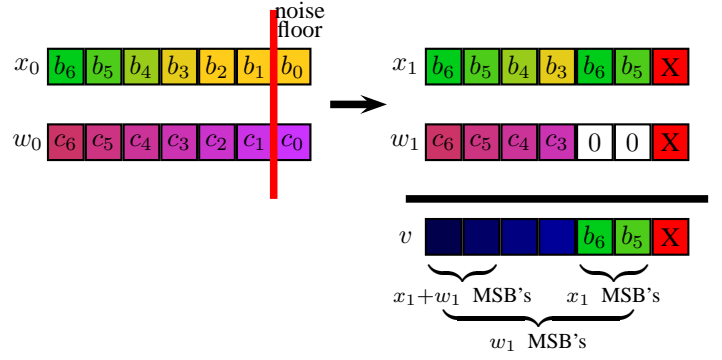 noise
floor
x₀ b₆ b₅ b₄ b₃ b₂ b₁ b₀
w₀ c₆ c₅ c₄ c₃ c₂ c₁ c₀
x₁ b₆ b₅ b₄ b₃ b₆ b₅ X
w₁ c₆ c₅ c₄ c₃ 0 0 X
v b₆ b₅ X
x₁+w₁ MSB's x₁ MSB's
w₁ MSB's